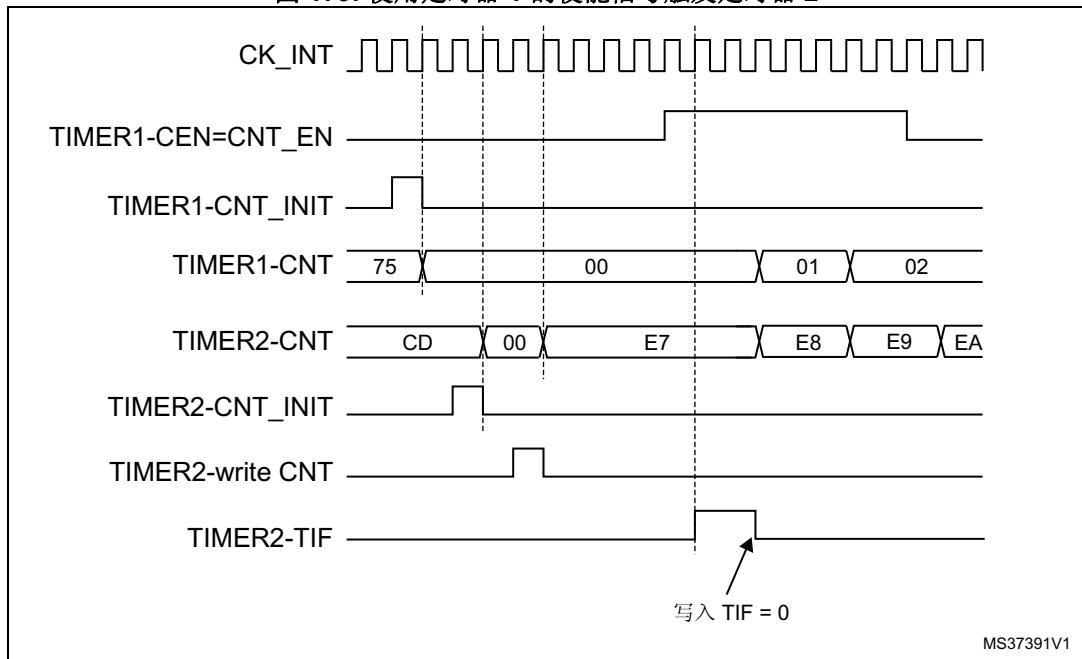 CK_INT
TIMER1-CEN=CNT_EN
TIMER1-CNT_INIT
TIMER1-CNT 75 00 01 02
TIMER2-CNT CD 00 E7 E8 E9 EA
TIMER2-CNT_INIT
TIMER2-write CNT
TIMER2-TIF
写入 TIF = 0
MS37391V1